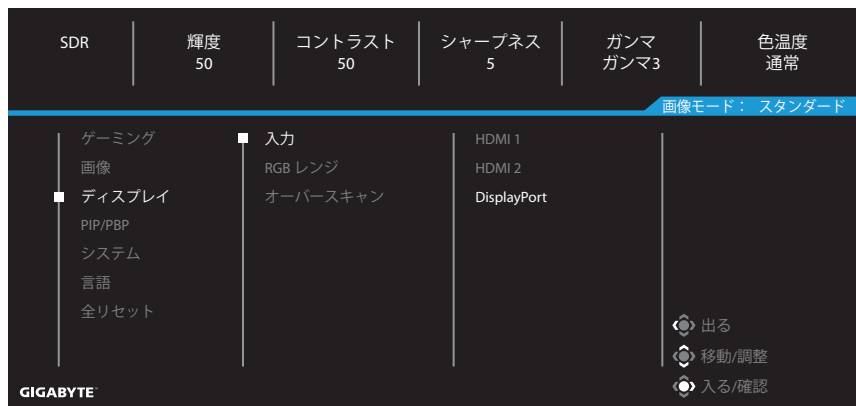 SDR
輝度
50
コントラスト
50
シャープネス
5
ガンマ
ガンマ3
色温度
通常
画像モード： スタンダード
ゲーミング
画像
ディスプレイ
PIP/PBP
システム
言語
全リセット
入力
RGB レンジ
オーバースキャン
HDMI 1
HDMI 2
DisplayPort
出る
移動/調整
入る/確認
GIGABYTE™